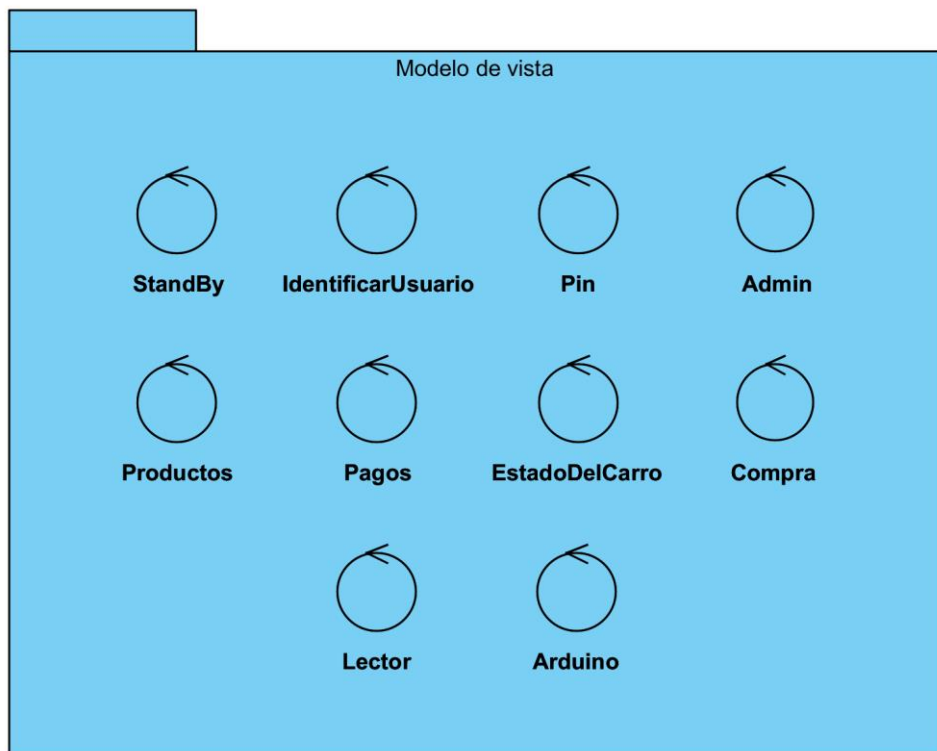 Modelo de vista
StandBy
IdentificarUsuario
Pin
Admin
Productos
Pagos
EstadoDelCarro
Compra
Lector
Arduino